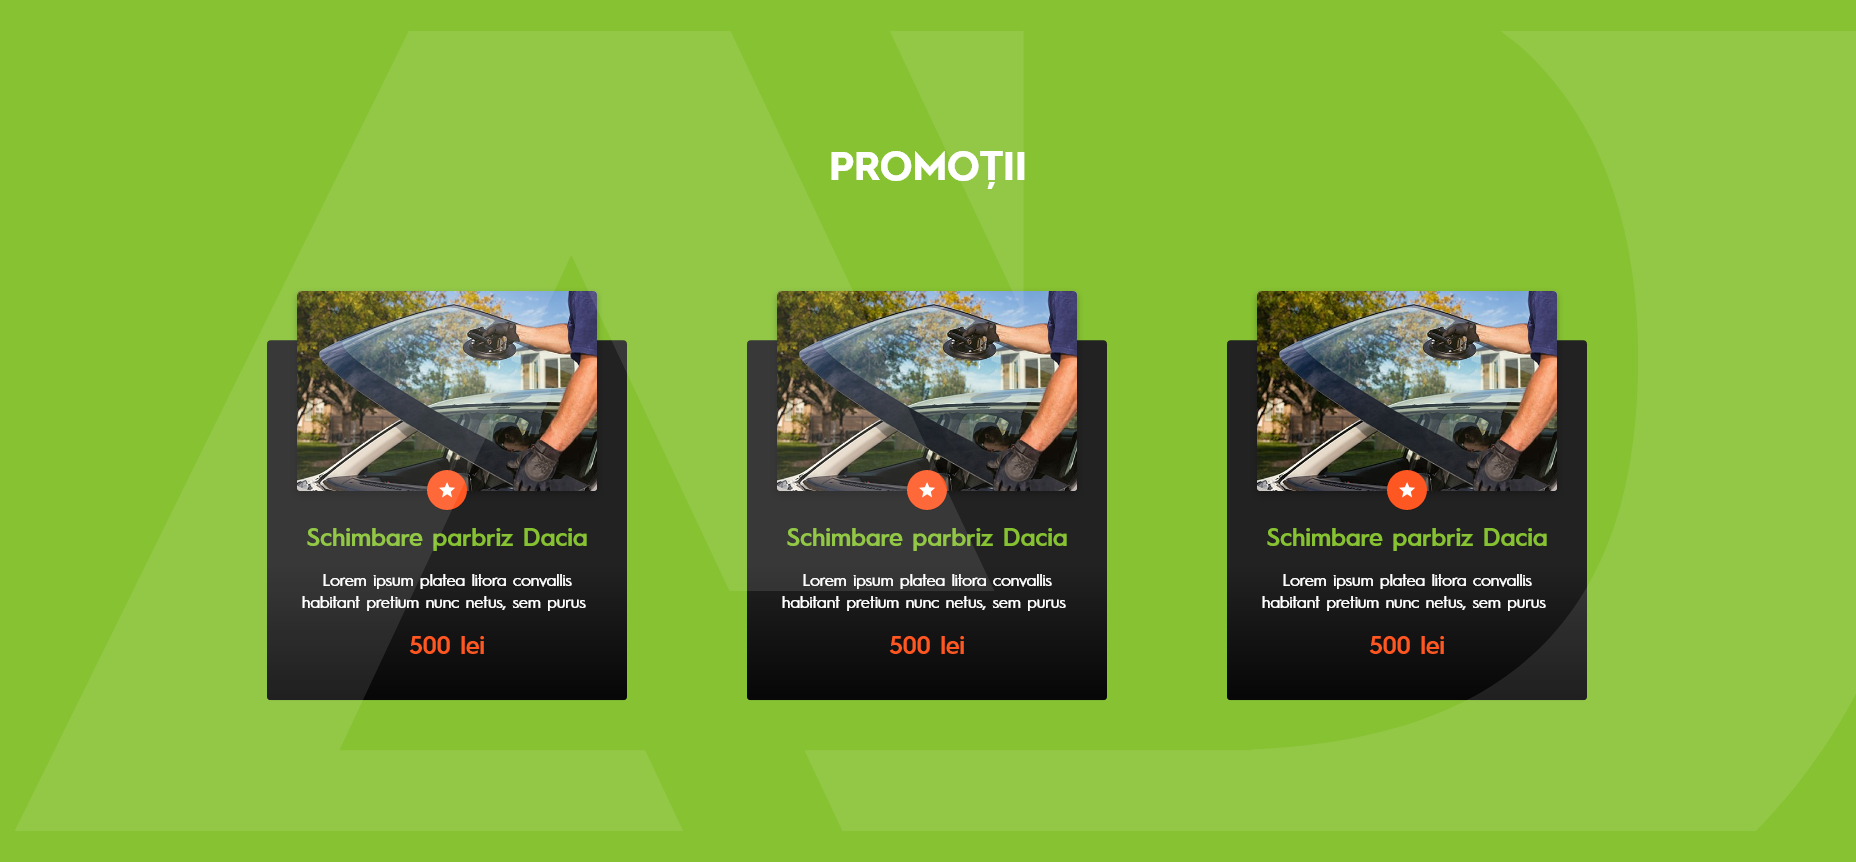 PROMOȚII
Schimbare parbriz Dacia
Lorem ipsum platea litora convallis
habitant pretium nunc netus, sem purus
500 lei
Schimbare parbriz Dacia
Lorem ipsum platea litora convallis
habitant pretium nunc netus, sem purus
500 lei
Schimbare parbriz Dacia
Lorem ipsum platea litora convallis
habitant pretium nunc netus, sem purus
500 lei